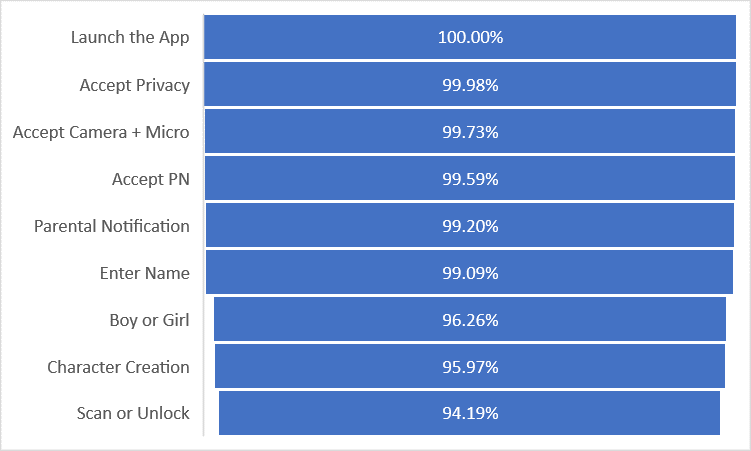 Launch the App 100.00%
Accept Privacy 99.98%
Accept Camera + Micro 99.73%
Accept PN 99.59%
Parental Notification 99.20%
Enter Name 99.09%
Boy or Girl 96.26%
Character Creation 95.97%
Scan or Unlock 94.19%